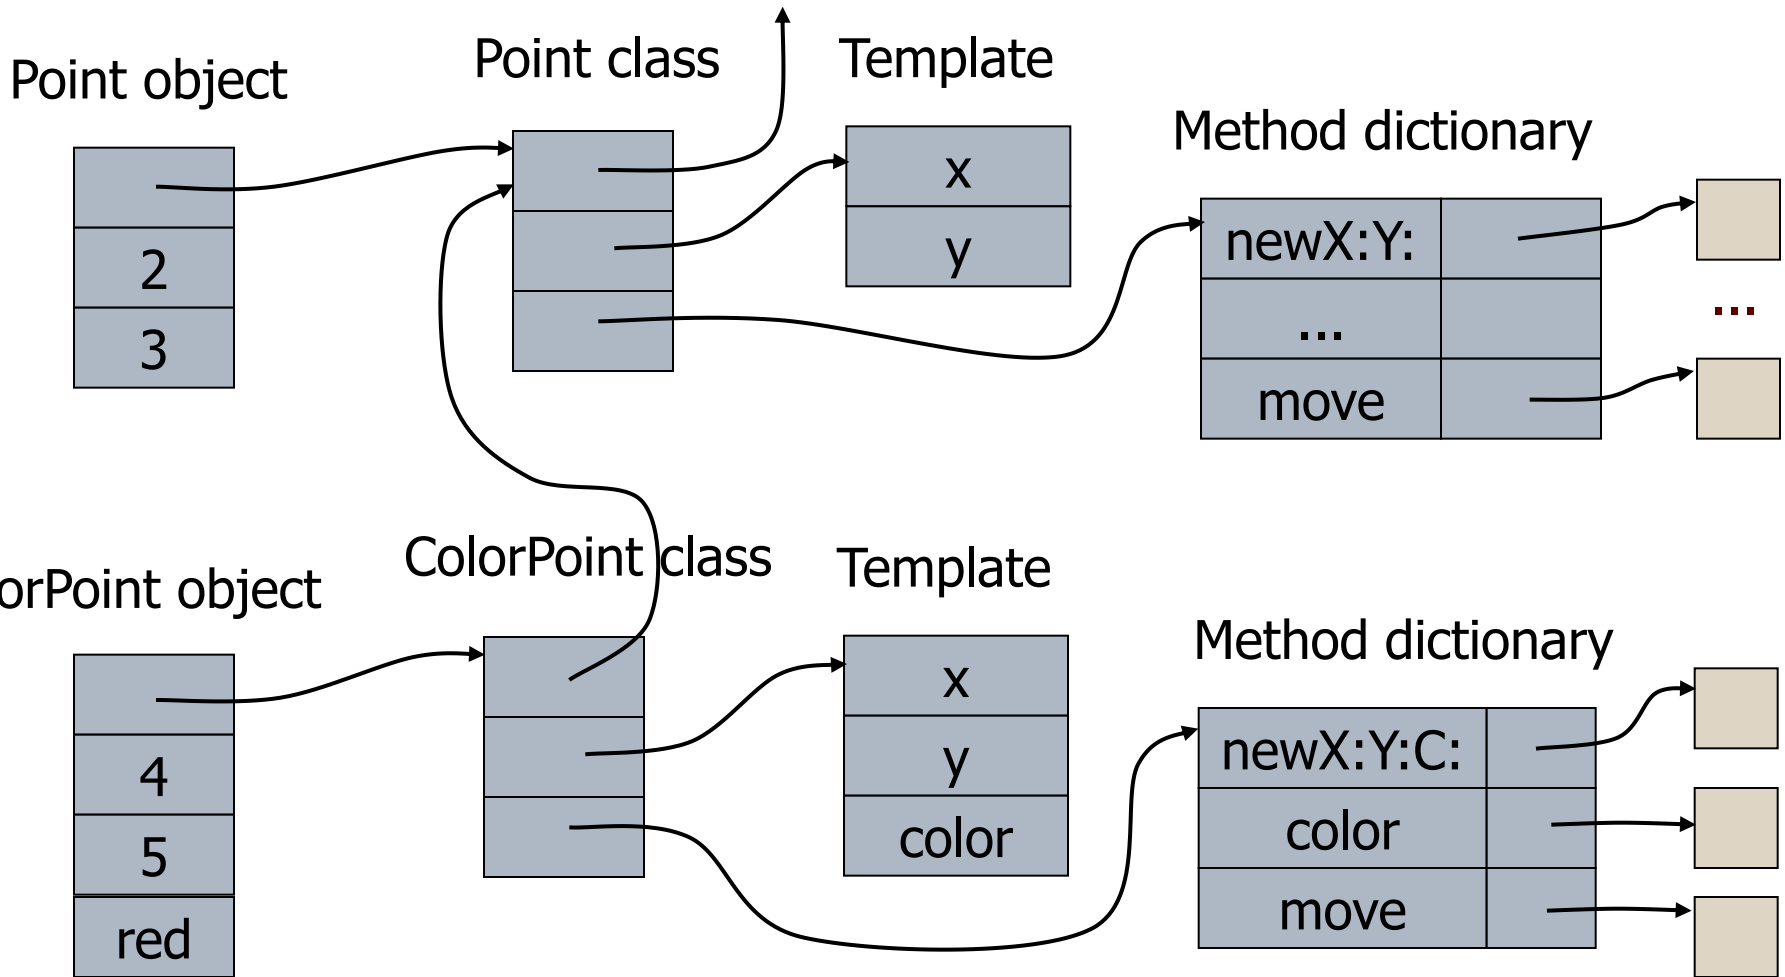 Point object
2
3
Point class
Template
x
y
Method dictionary
newX:Y:
...
move
...
orPoint object
4
5
red
ColorPoint class
Template
x
y
color
Method dictionary
newX:Y:C:
color
move